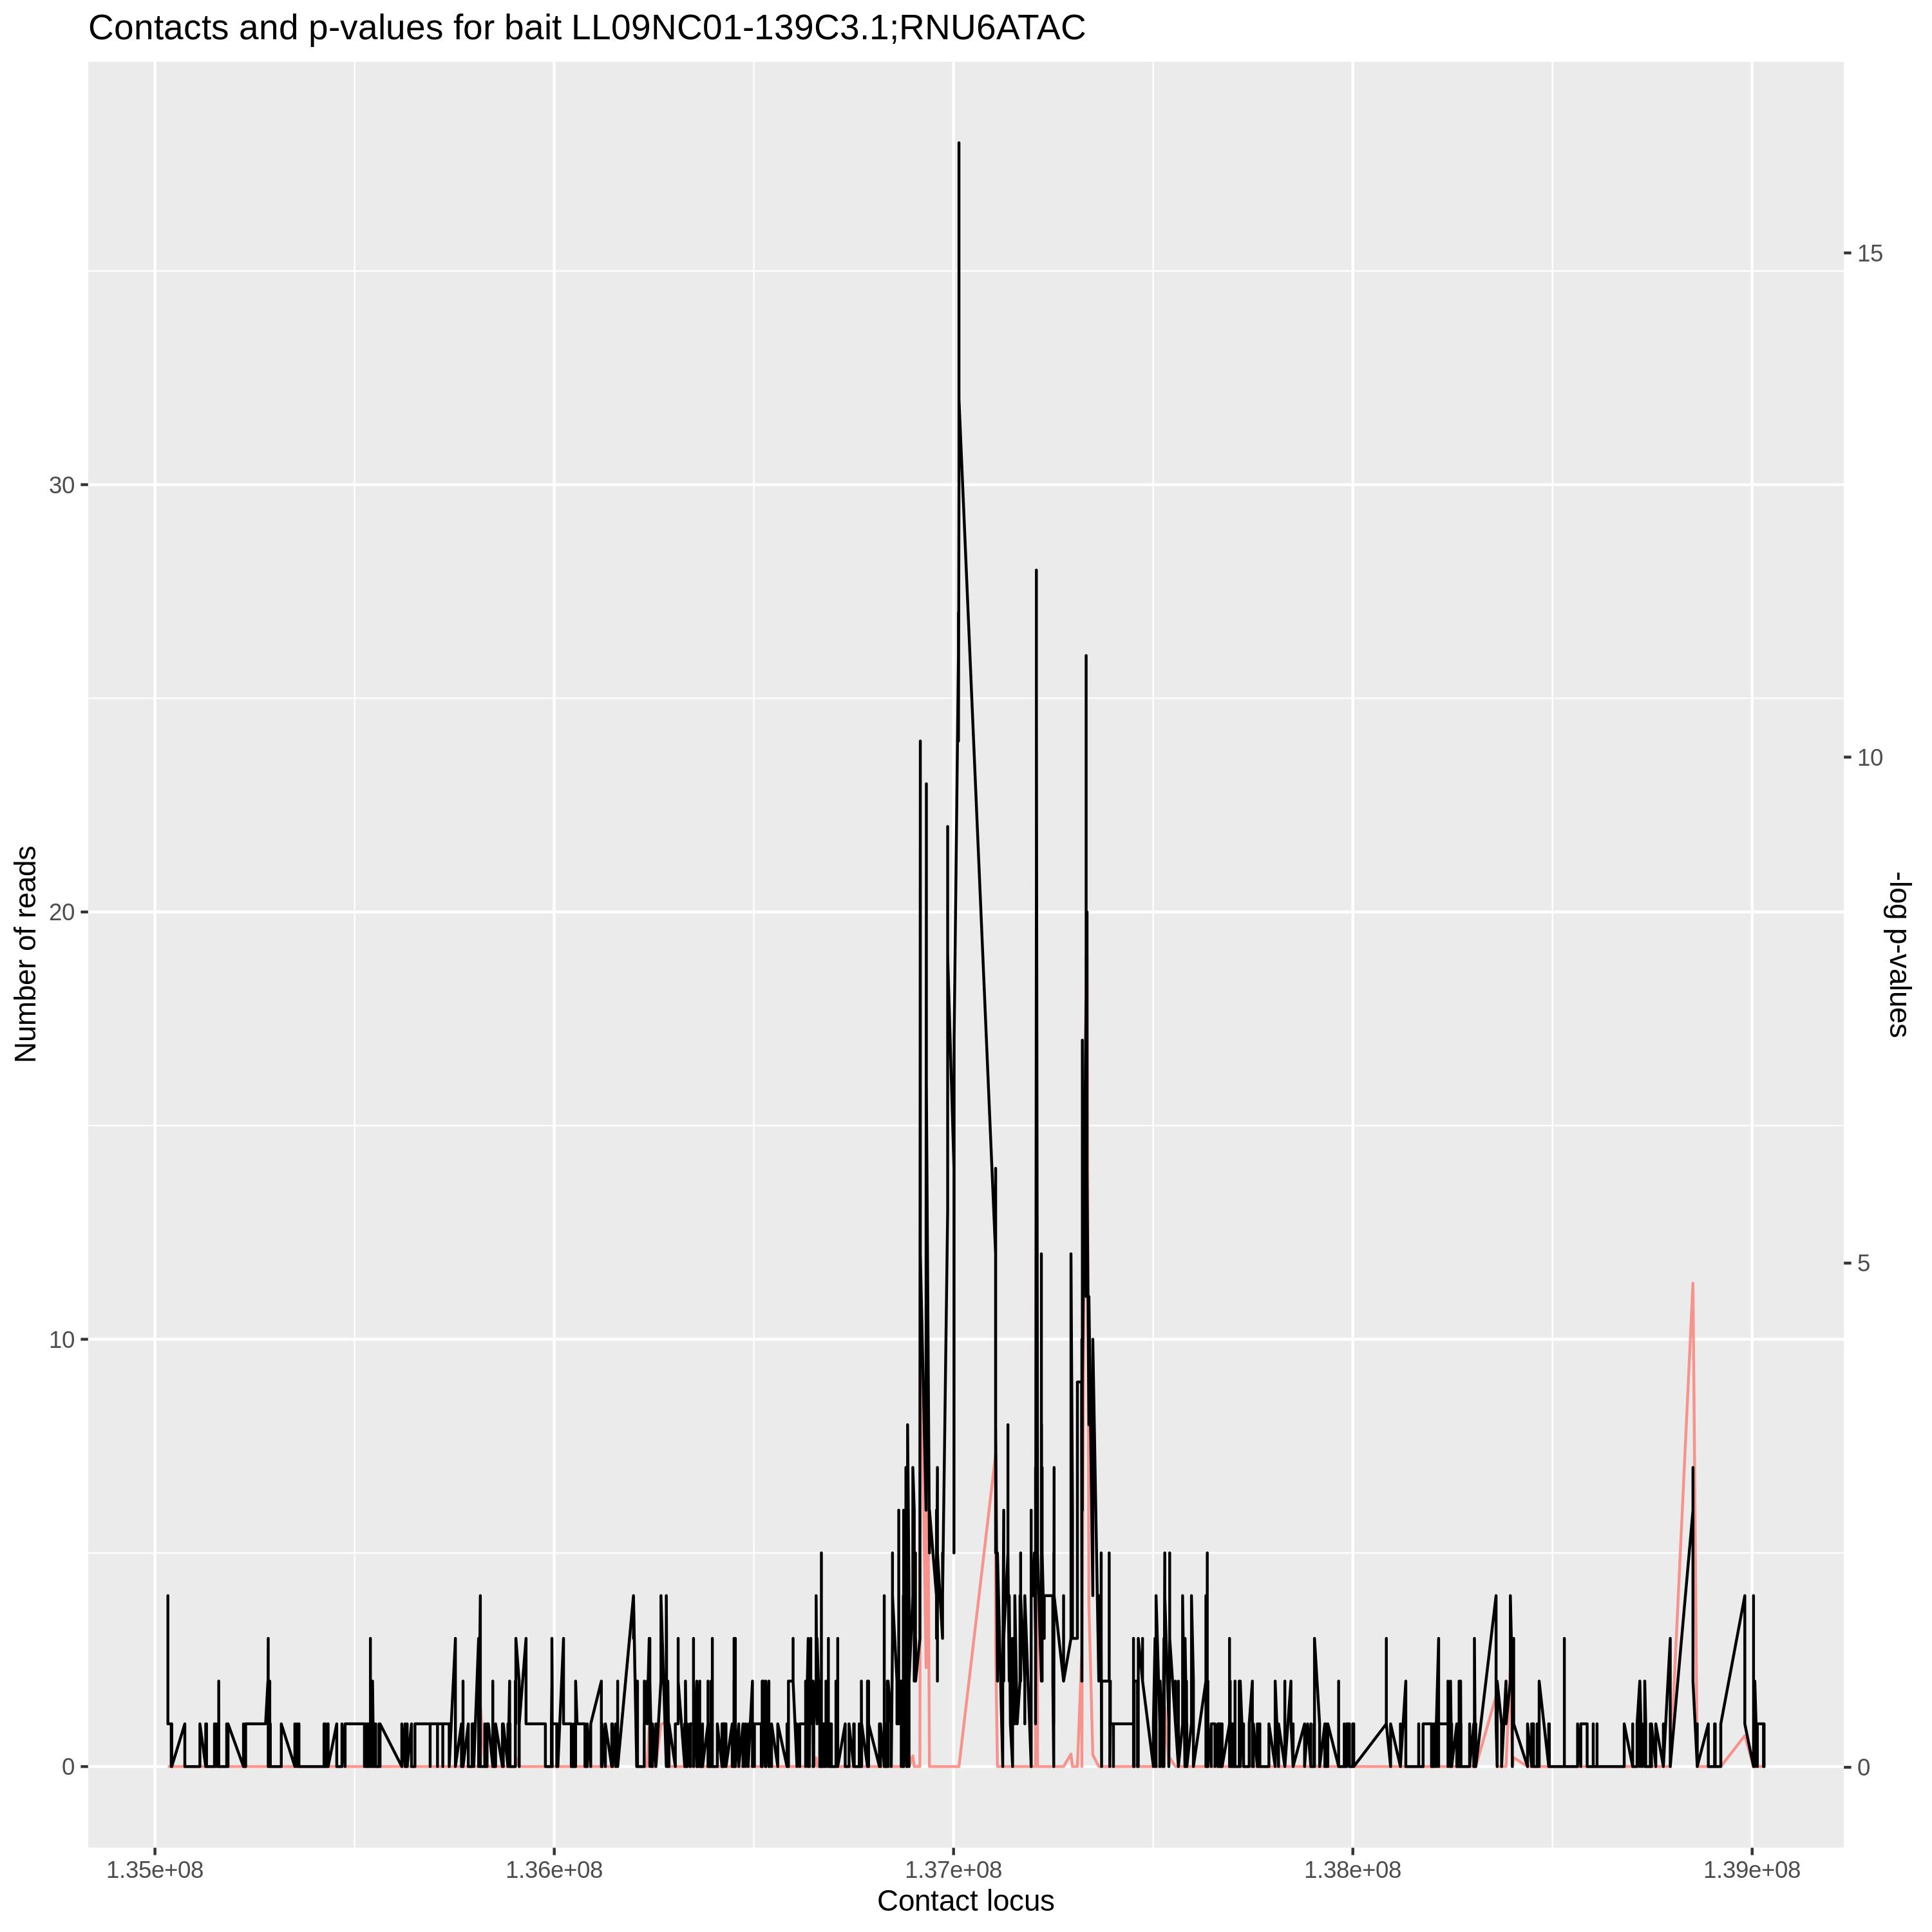 Contacts and p-values for bait LL09NC01-139C3.1;RNU6ATAC
Number of reads
30
20
10
0
15
10
5
0
-log p-values
1.35e+08
1.36e+08
1.37e+08
1.38e+08
1.39e+08
Contact locus